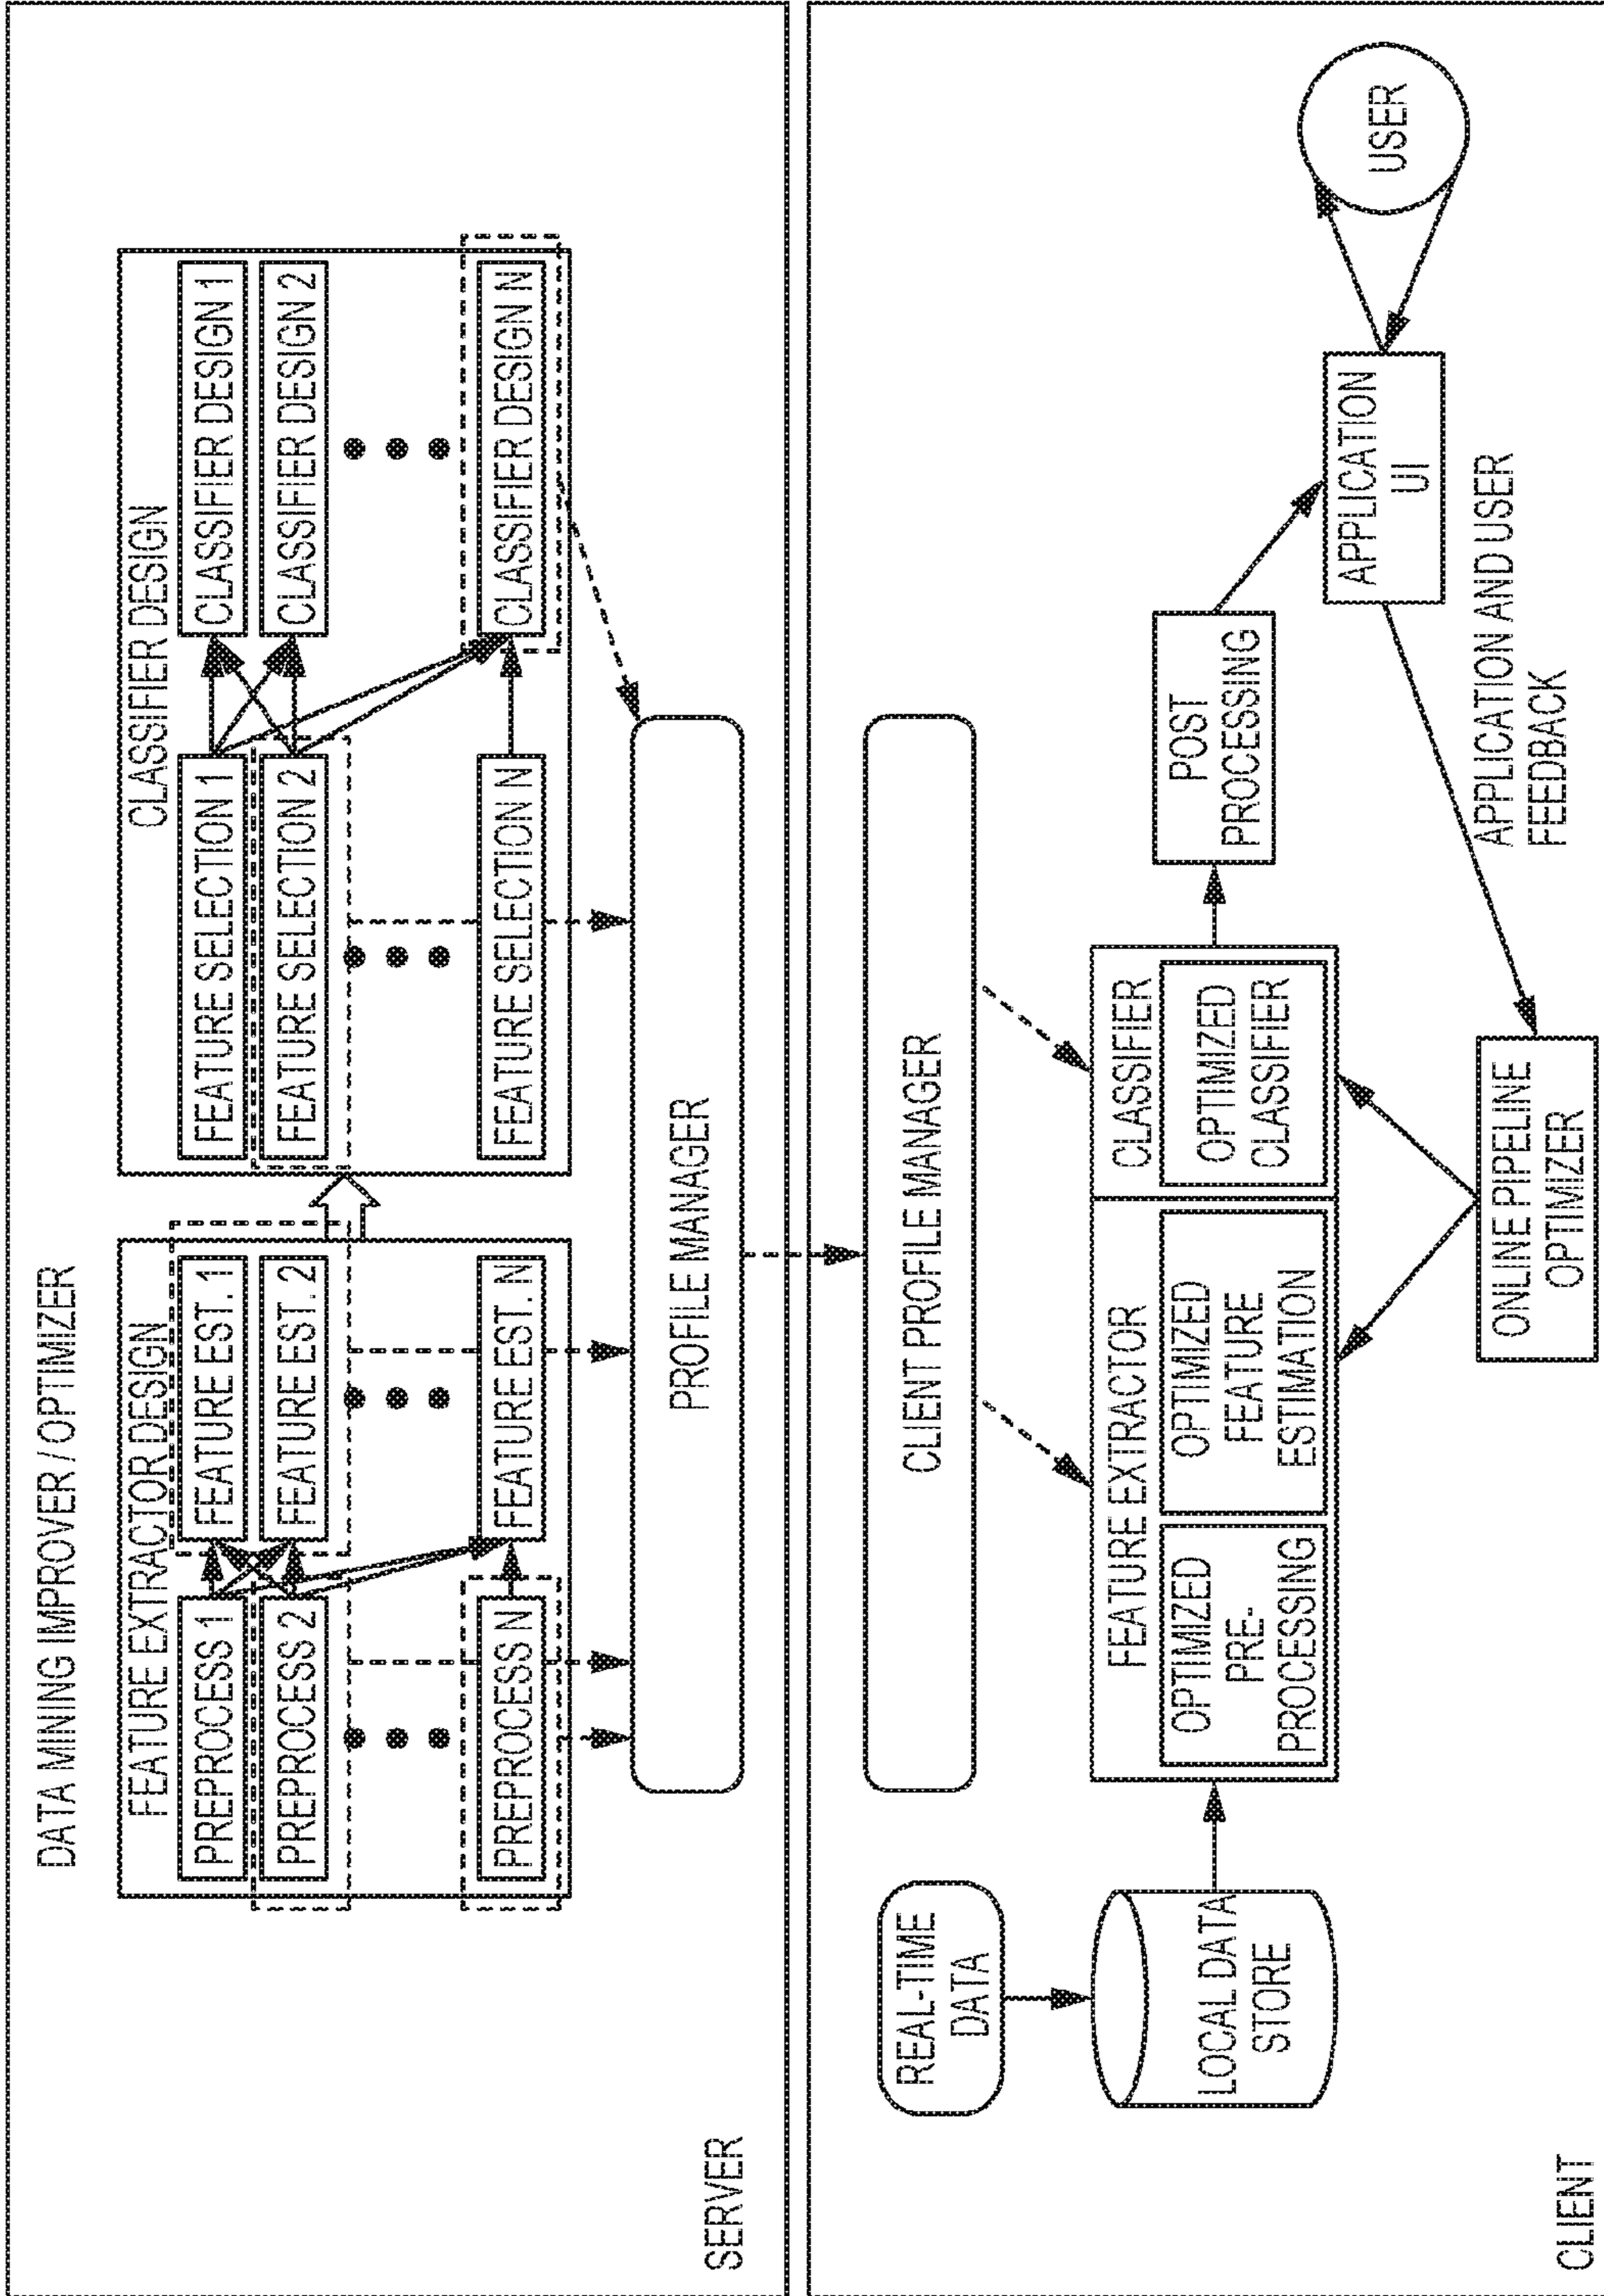 DATA MINING IMPROVER / OPTIMIZER
FEATURE EXTRACTOR DESIGN
PREPROCESS 1
FEATURE EST. 1
PREPROCESS 2
FEATURE EST. 2
PREPROCESS N
FEATURE EST. N
CLASSIFIER DESIGN
FEATURE SELECTION 1
CLASSIFIER DESIGN 1
FEATURE SELECTION 2
CLASSIFIER DESIGN 2
FEATURE SELECTION N
CLASSIFIER DESIGN N
PROFILE MANAGER
SERVER
CLIENT PROFILE MANAGER
REAL-TIME
DATA
LOCAL DATA
STORE
FEATURE EXTRACTOR
OPTIMIZED
PRE-
PROCESSING
OPTIMIZED
FEATURE
ESTIMATION
CLASSIFIER
OPTIMIZED
CLASSIFIER
POST
PROCESSING
APPLICATION
UI
USER
APPLICATION AND USER
FEEDBACK
ONLINE PIPELINE
OPTIMIZER
CLIENT